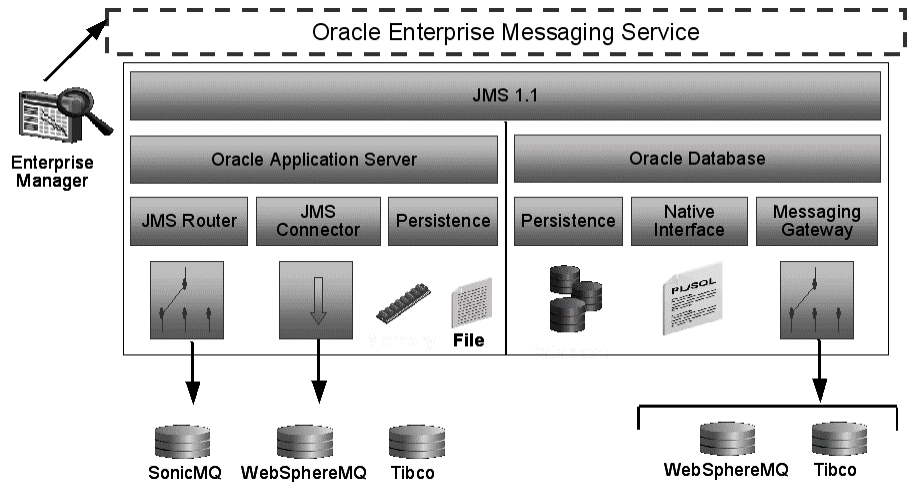 Oracle Enterprise Messaging Service
JMS 1.1
Enterprise
Manager
Oracle Application Server
Oracle Database
JMS Router
JMS
Connector
Persistence
Persistence
Native
Interface
Messaging
Gateway
PL/SQL
File
SonicMQ
WebSphereMQ
Tibco
WebSphereMQ
Tibco